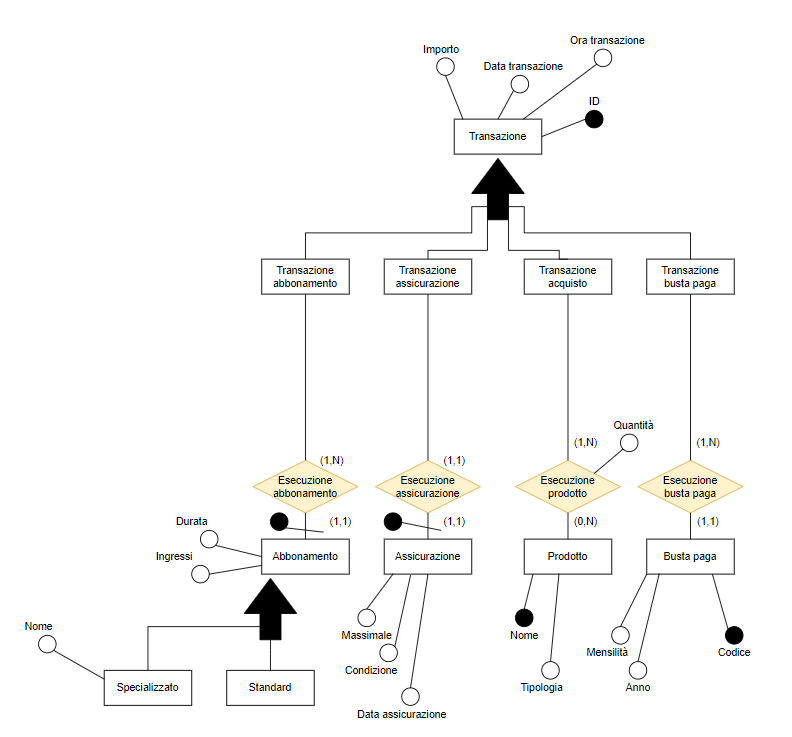 Ora transazione
Importo
Data transazione
ID
Transazione
Transazione
abbonamento
Transazione
assicurazione
Transazione
acquisto
Transazione
busta paga
Quantità
(1,N)
(1,1)
(1,N)
(1,N)
Esecuzione
abbonamento
Esecuzione
assicurazione
Esecuzione
prodotto
Esecuzione
busta paga
(1,1)
(1,1)
(0,N)
(1,1)
Durata
Ingressi
Abbonamento
Assicurazione
Prodotto
Busta paga
Nome
Massimale
Condizione
Data assicurazione
Nome
Tipologia
Mensilità
Anno
Codice
Specializzato
Standard